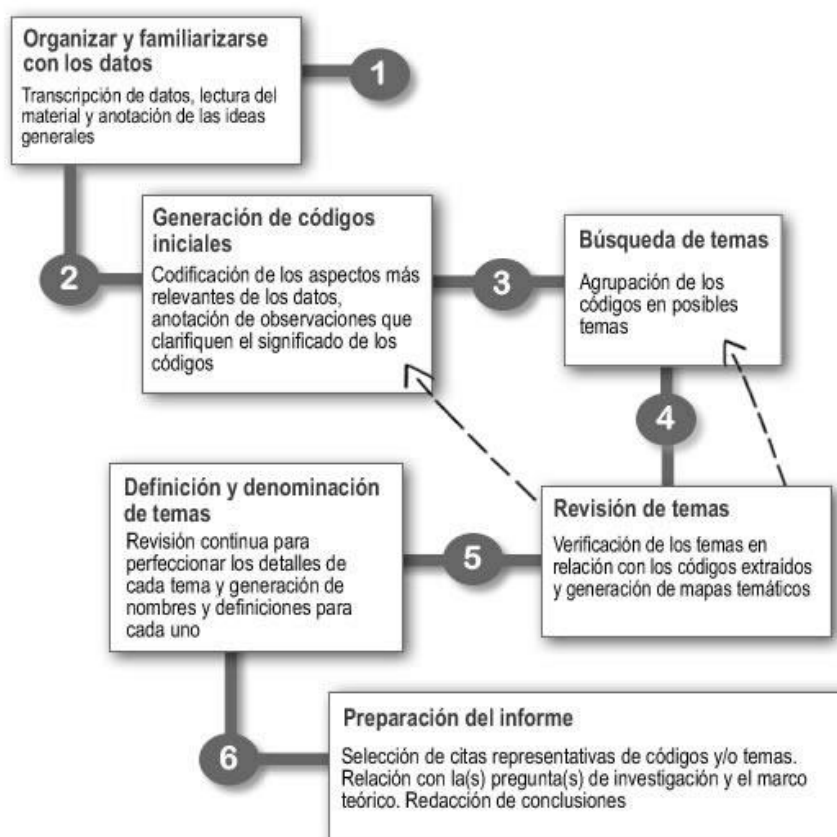 Organizar y familiarizarse
con los datos
Transcripción de datos, lectura del
material y anotación de las ideas
generales
1
2
Generación de códigos
iniciales
Codificación de los aspectos más
relevantes de los datos,
anotación de observaciones que
clarifiquen el significado de los
códigos
3
Búsqueda de temas
Agrupación de los
códigos en posibles
temas
4
Revisión de temas
Verificación de los temas en
relación con los códigos extraídos
y generación de mapas temáticos
5
Definición y denominación
de temas
Revisión continua para
perfeccionar los detalles de
cada tema y generación de
nombres y definiciones para
cada uno
6
Preparación del informe
Selección de citas representativas de códigos y/o temas.
Relación con la(s) pregunta(s) de investigación y el marco
teórico. Redacción de conclusiones